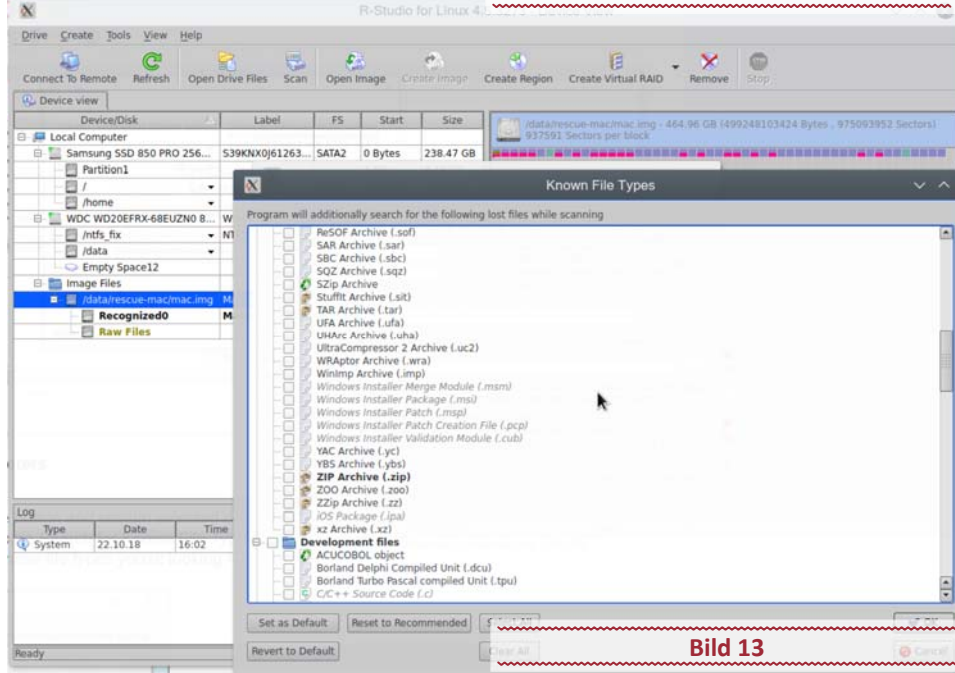 R-Studio for Linux 4.
Drive Create Tools View Help
Connect To Remote Refresh Open Drive Files Scan Open Image Create Image Create Region Create Virtual RAID Remove Stop
Device view
Device/Disk Label FS Start Size
/data/rescue-mac/mac.img - 464.96 GB (499248103424 Bytes , 975093952 Sectors)
937591 Sectors per block
Local Computer
Samsung SSD 850 PRO 256... S39KNX0J61263... SATA2 0 Bytes 238.47 GB
Partition1
/
/home
WDC WD20EFRX-68EUZN0 8... W
/ntfs_fix NT
/data
Empty Space12
Image Files
/data/rescue-mac/mac.img Ma
Recognized0 M
Raw Files
Known File Types
Program will additionally search for the following lost files while scanning
ReSOF Archive (.sof)
SAR Archive (.sar)
SBC Archive (.sbc)
SQZ Archive (.sqz)
SZip Archive
StuffIt Archive (.sit)
TAR Archive (.tar)
UFA Archive (.ufa)
UHArc Archive (.uha)
UltraCompressor 2 Archive (.uc2)
WRAptor Archive (.wra)
WinImp Archive (.imp)
Windows Installer Merge Module (.msm)
Windows Installer Package (.msi)
Windows Installer Patch (.msp)
Windows Installer Patch Creation File (.pcp)
Windows Installer Validation Module (.cub)
YAC Archive (.yc)
YBS Archive (.ybs)
ZIP Archive (.zip)
ZOO Archive (.zoo)
ZZip Archive (.zz)
iOS Package (.ipa)
xz Archive (.xz)
Development files
ACUCOBOL object
Borland Delphi Compiled Unit (.dcu)
Borland Turbo Pascal compiled Unit (.tpu)
C/C++ Source Code (.c)
Log
Type Date Time
System 22.10.18 16:02
Set as Default Reset to Recommended
Revert to Default Clear All Cancel
Ready
Bild 13